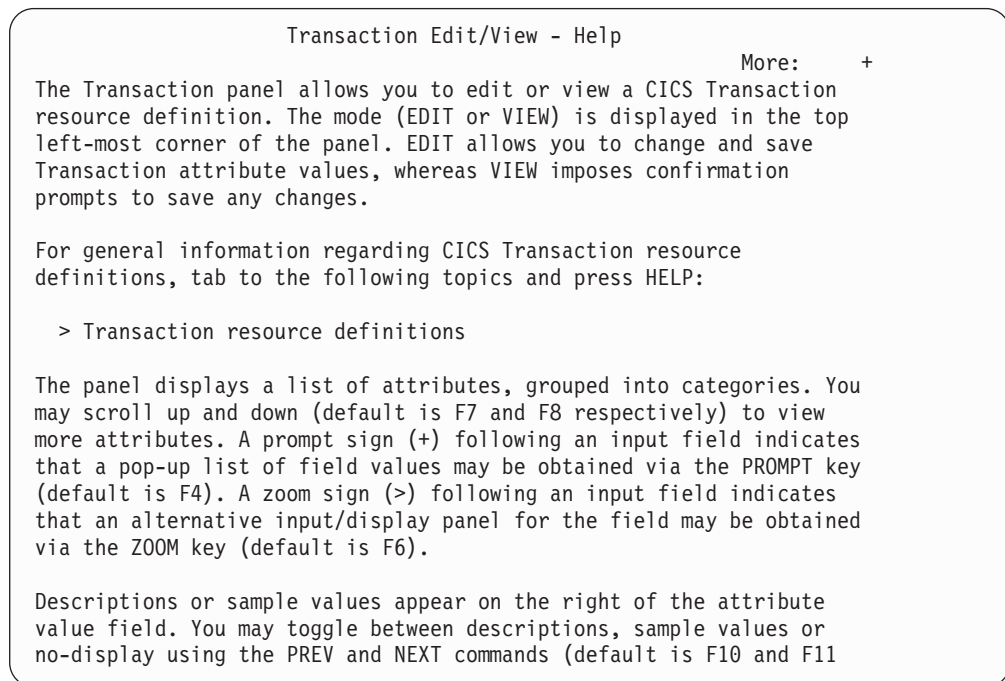 Transaction Edit/View - Help
More: +
The Transaction panel allows you to edit or view a CICS Transaction
resource definition. The mode (EDIT or VIEW) is displayed in the top
left-most corner of the panel. EDIT allows you to change and save
Transaction attribute values, whereas VIEW imposes confirmation
prompts to save any changes.
For general information regarding CICS Transaction resource
definitions, tab to the following topics and press HELP:
> Transaction resource definitions
The panel displays a list of attributes, grouped into categories. You
may scroll up and down (default is F7 and F8 respectively) to view
more attributes. A prompt sign (+) following an input field indicates
that a pop-up list of field values may be obtained via the PROMPT key
(default is F4). A zoom sign (>) following an input field indicates
that an alternative input/display panel for the field may be obtained
via the ZOOM key (default is F6).
Descriptions or sample values appear on the right of the attribute
value field. You may toggle between descriptions, sample values or
no-display using the PREV and NEXT commands (default is F10 and F11